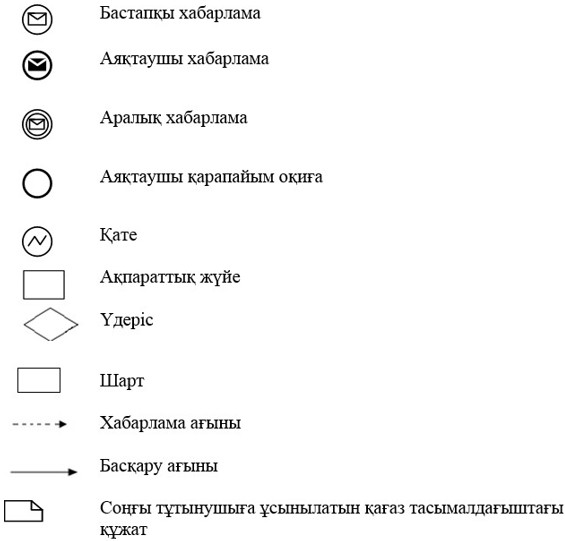 Бастапқы хабарлама
Аяқтаушы хабарлама
Аралық хабарлама
Аяқтаушы қарапайым оқиға
Қате
Ақпараттық жүйе
Үдеріс
Шарт
Хабарлама ағыны
Басқару ағыны
Соңғы тұтынушыға ұсынылатын қағаз тасымалдағыштағы
құжат